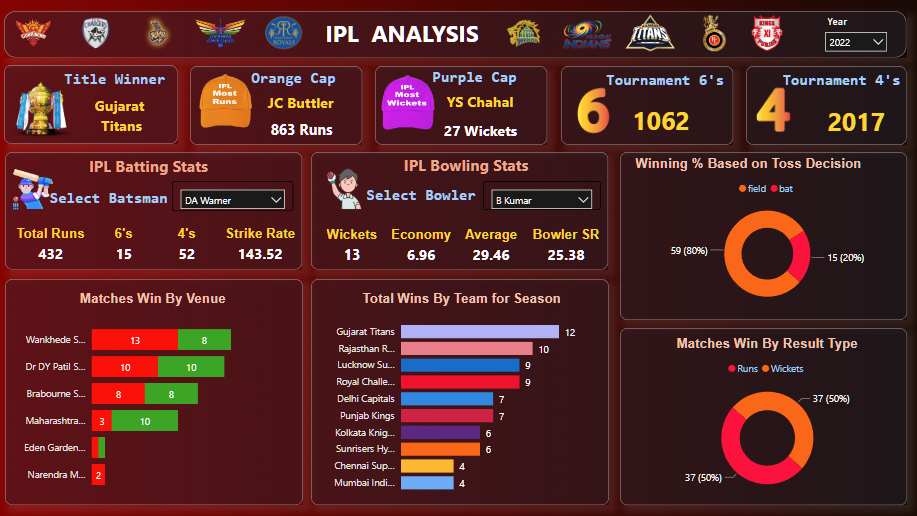 IPL ANALYSIS
Year
2022
Title Winner
Gujarat
Titans
IPL
Most
Runs
Orange Cap
JC Buttler
863 Runs
IPL
Most
Wickets
Purple Cap
YS Chahal
27 Wickets
Tournament 6's
6
1062
Tournament 4's
4
2017
IPL Batting Stats
Select Batsman
DA Warner
Total Runs 6's 4's Strike Rate
432 15 52 143.52
IPL Bowling Stats
Select Bowler
B Kumar
Wickets Economy Average Bowler SR
13 6.96 29.46 25.38
Winning % Based on Toss Decision
field bat
59 (80%)
15 (20%)
Matches Win By Venue
Wankhede S... 13 8
Dr DY Patil S... 10 10
Brabourne S... 8 8
Maharashtra... 3 10
Eden Garden...
Narendra M... 2
Total Wins By Team for Season
Gujarat Titans 12
Rajasthan R... 10
Lucknow Su... 9
Royal Challe... 9
Delhi Capitals 7
Punjab Kings 7
Kolkata Knig... 6
Sunrisers Hy... 6
Chennai Sup... 4
Mumbai Indi... 4
Matches Win By Result Type
Runs Wickets
37 (50%)
37 (50%)